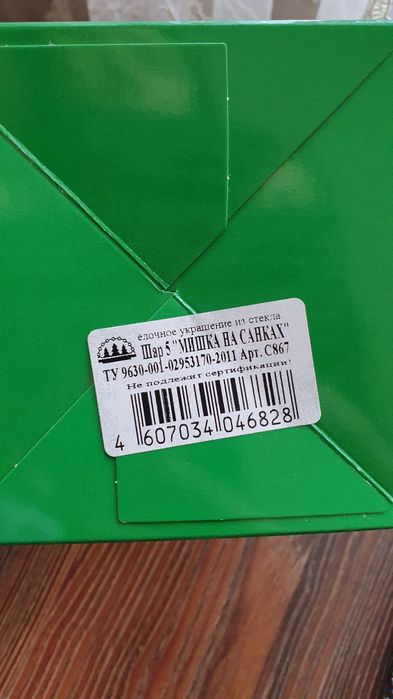 ёлочное украшение из стекла
Шар 5 "МИШКА НА САНКАХ"
ТУ 9630-001-02953170-2011 Арт. С867
Не подлежит сертификации!
4 607034 046828